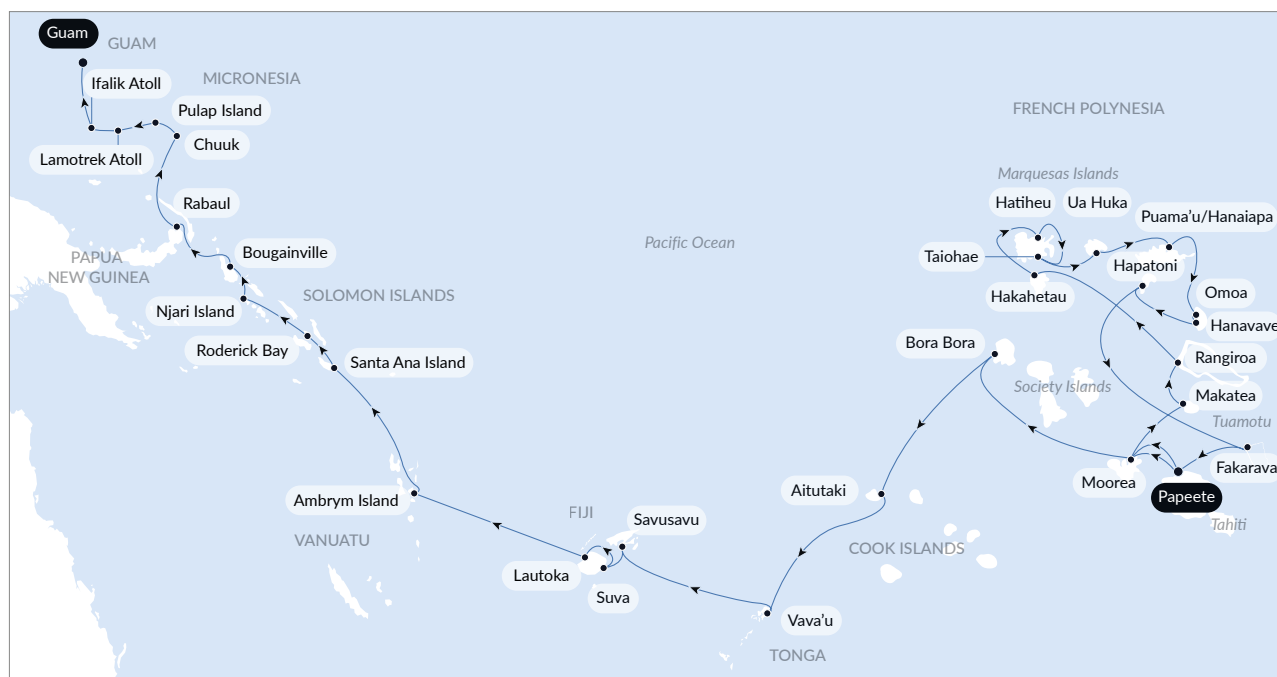 Guam
GUAM
Ifalik Atoll
MICRONESIA
Pulap Island
Chuuk
Lamotrek Atoll
FRENCH POLYNESIA
Marquesas Islands
Hatiheu
Ua Huka
Puama'u/Hanaiapa
Rabaul
Pacific Ocean
Bougainville
Taiohae
Hapatoni
PAPUA
NEW GUINEA
SOLOMON ISLANDS
Hakahetau
Omoa
Njari Island
Hanavave
Roderick Bay
Santa Ana Island
Bora Bora
Rangiroa
Society Islands
Makatea
Tuamotu
Fakarava
Moorea
Papeete
Tahiti
Ambrym Island
Aitutaki
FIJI
Savusavu
VANUATU
COOK ISLANDS
Lautoka
Suva
Vava'u
TONGA